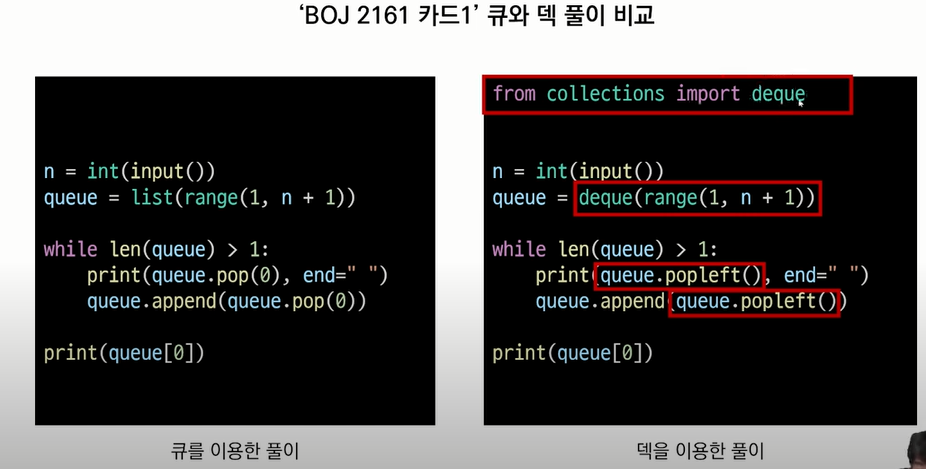 ‘BOJ 2161 카드1’ 큐와 덱 풀이 비교
n = int(input())
queue = list(range(1, n + 1))
while len(queue) > 1:
print(queue.pop(0), end=" ")
queue.append(queue.pop(0))
print(queue[0])
큐를 이용한 풀이
from collections import deque
n = int(input())
queue = deque(range(1, n + 1))
while len(queue) > 1:
print(queue.popleft(), end=" ")
queue.append(queue.popleft())
print(queue[0])
덱을 이용한 풀이